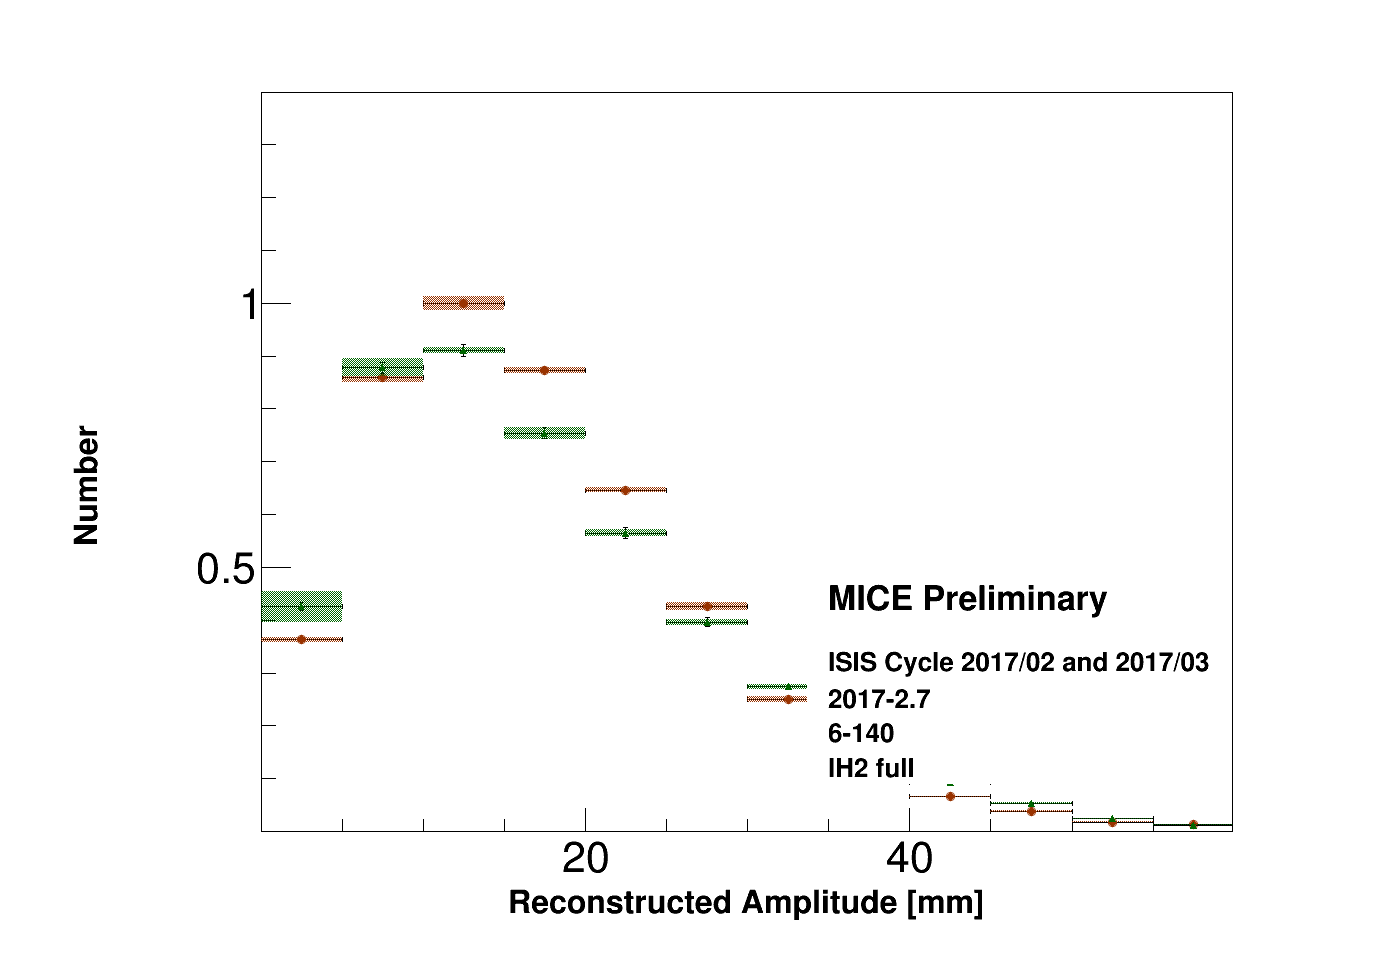 1
0.5
Number
MICE Preliminary
ISIS Cycle 2017/02 and 2017/03
2017-2.7
6-140
IH2 full
20 40
Reconstructed Amplitude [mm]